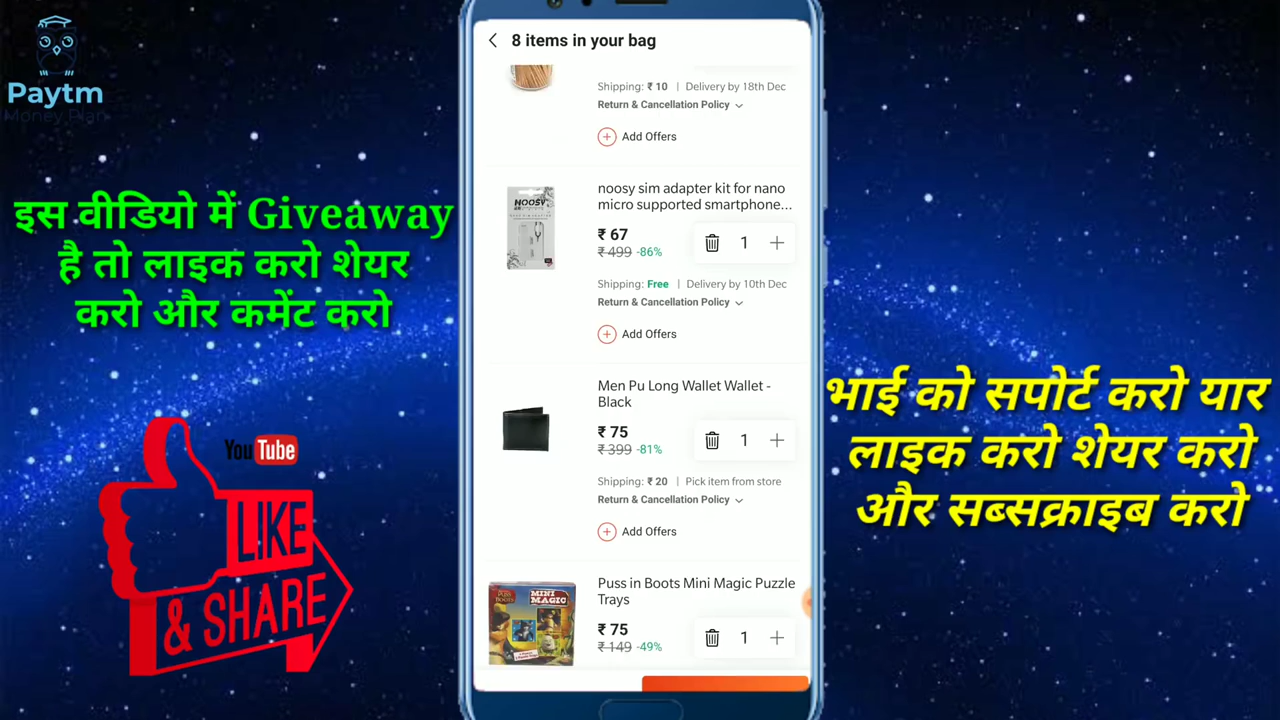 Paytm
Money Plan
इस वीडियो में Giveaway
है तो लाइक करो शेयर
करो और कमेंट करो
YouTube
LIKE
& SHARE
8 items in your bag
Shipping: ₹ 10 | Delivery by 18th Dec
Return & Cancellation Policy
Add Offers
NOOSY
noosy sim adapter kit for nano
micro supported smartphone...
₹ 67
1
₹ 499 -86%
Shipping: Free | Delivery by 10th Dec
Return & Cancellation Policy
Add Offers
Men Pu Long Wallet Wallet -
Black
₹ 75
1
₹ 399 -81%
Shipping: ₹ 20 | Pick item from store
Return & Cancellation Policy
Add Offers
PUSS
BOOTS
MINI
MAGIC
Puss in Boots Mini Magic Puzzle
Trays
₹ 75
1
₹ 149 -49%
भाई को सपोर्ट करो यार
लाइक करो शेयर करो
और सब्सक्राइब करो